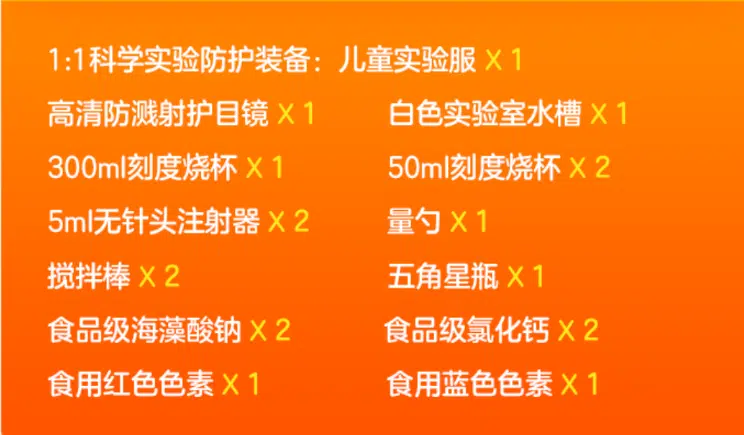 1:1科学实验防护装备：儿童实验服 X 1
高清防溅射护目镜 X 1 白色实验室水槽 X 1
300ml刻度烧杯 X 1 50ml刻度烧杯 X 2
5ml无针头注射器 X 2 量勺 X 1
搅拌棒 X 2 五角星瓶 X 1
食品级海藻酸钠 X 2 食品级氯化钙 X 2
食用红色色素 X 1 食用蓝色色素 X 1